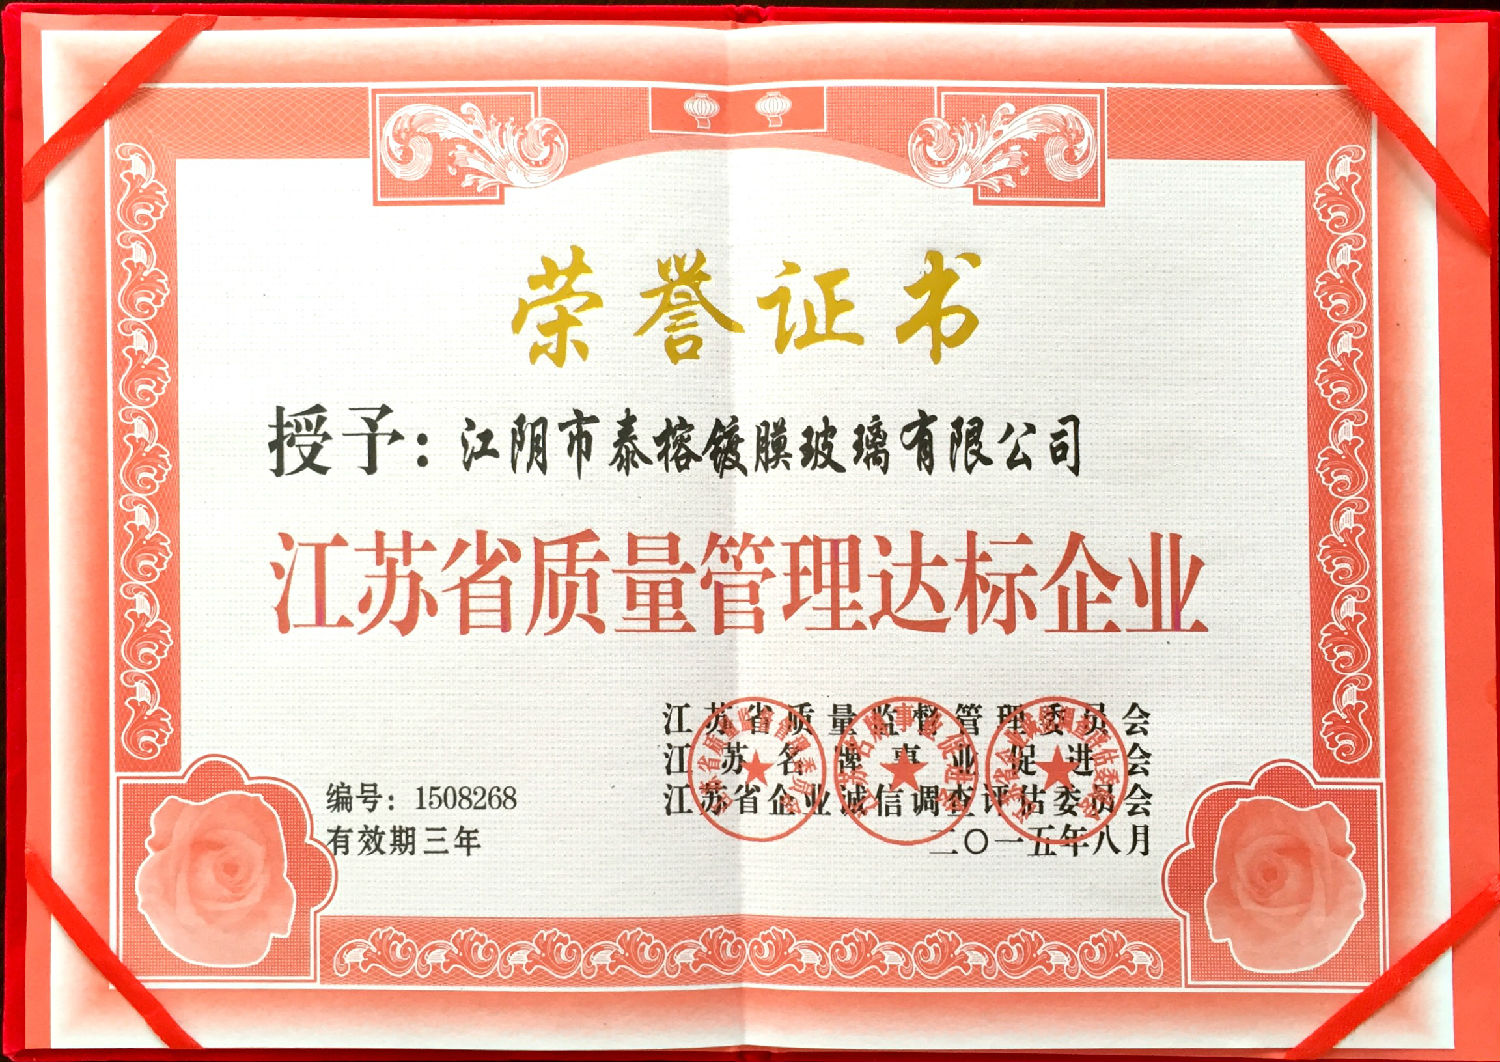 荣誉证书
授予：江阴市泰榕镀膜玻璃有限公司
江苏省质量管理达标企业
江苏省质量监督管理委员会
江苏名牌事业促进会
江苏省企业诚信调查评估委员会
二〇一五年八月
编号：1508268
有效期三年